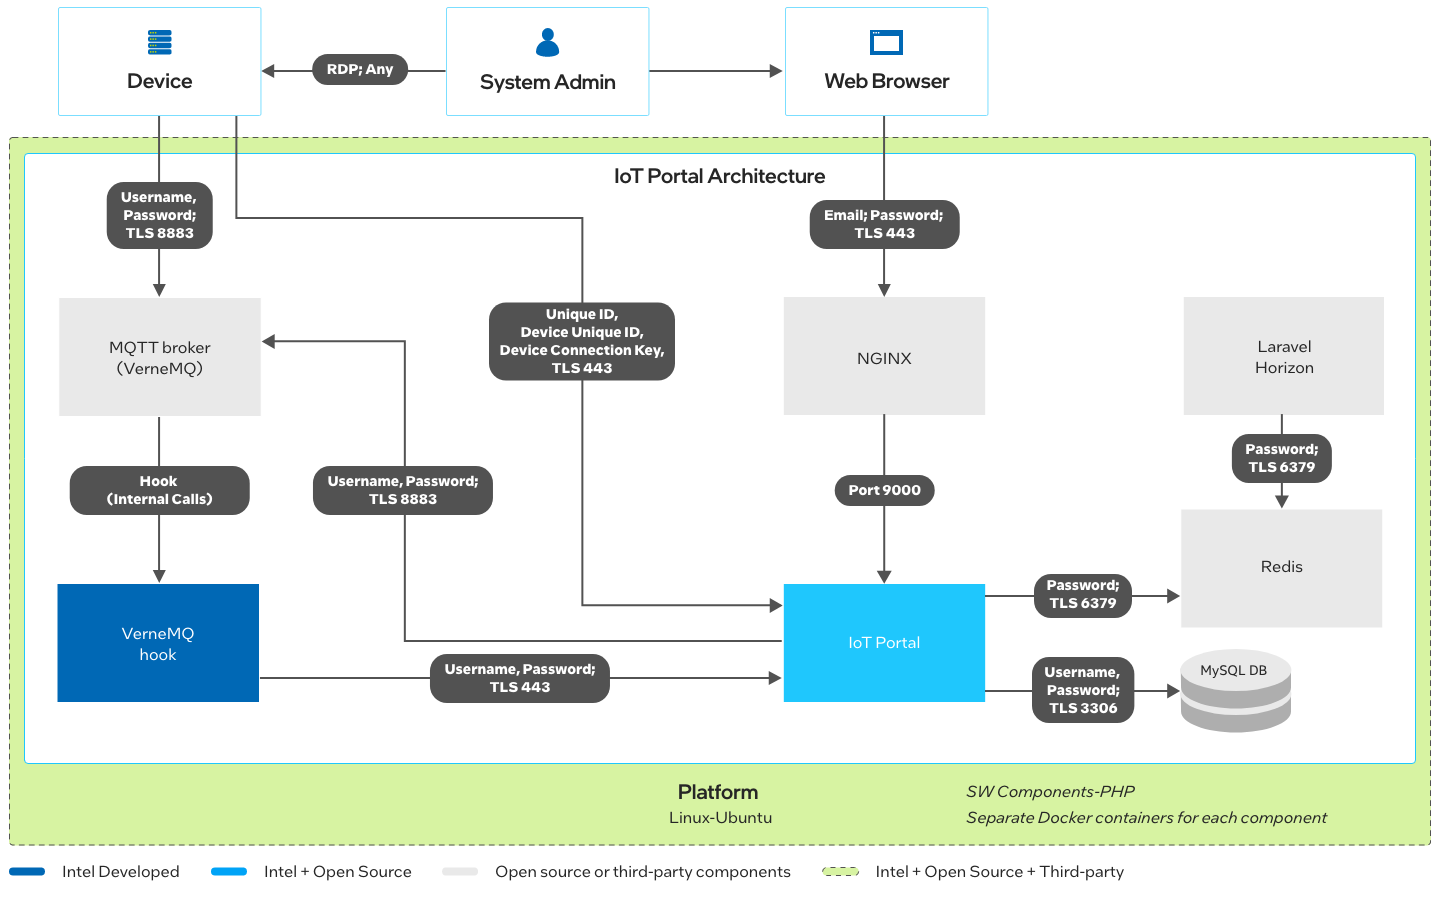 Device
RDP; Any
System Admin
Web Browser
IoT Portal Architecture
Username,
Password;
TLS 8883
Email; Password;
TLS 443
Unique ID,
Device Unique ID,
Device Connection Key,
TLS 443
MQTT broker
(VerneMQ)
NGINX
Laravel
Horizon
Password;
TLS 6379
Hook
(Internal Calls)
Username, Password;
TLS 8883
Port 9000
Redis
VerneMQ
hook
IoT Portal
Password;
TLS 6379
Username, Password;
TLS 443
Username,
Password;
TLS 3306
MySQL DB
Platform
Linux-Ubuntu
SW Components-PHP
Separate Docker containers for each component
Intel Developed
Intel + Open Source
Open source or third-party components
Intel + Open Source + Third-party